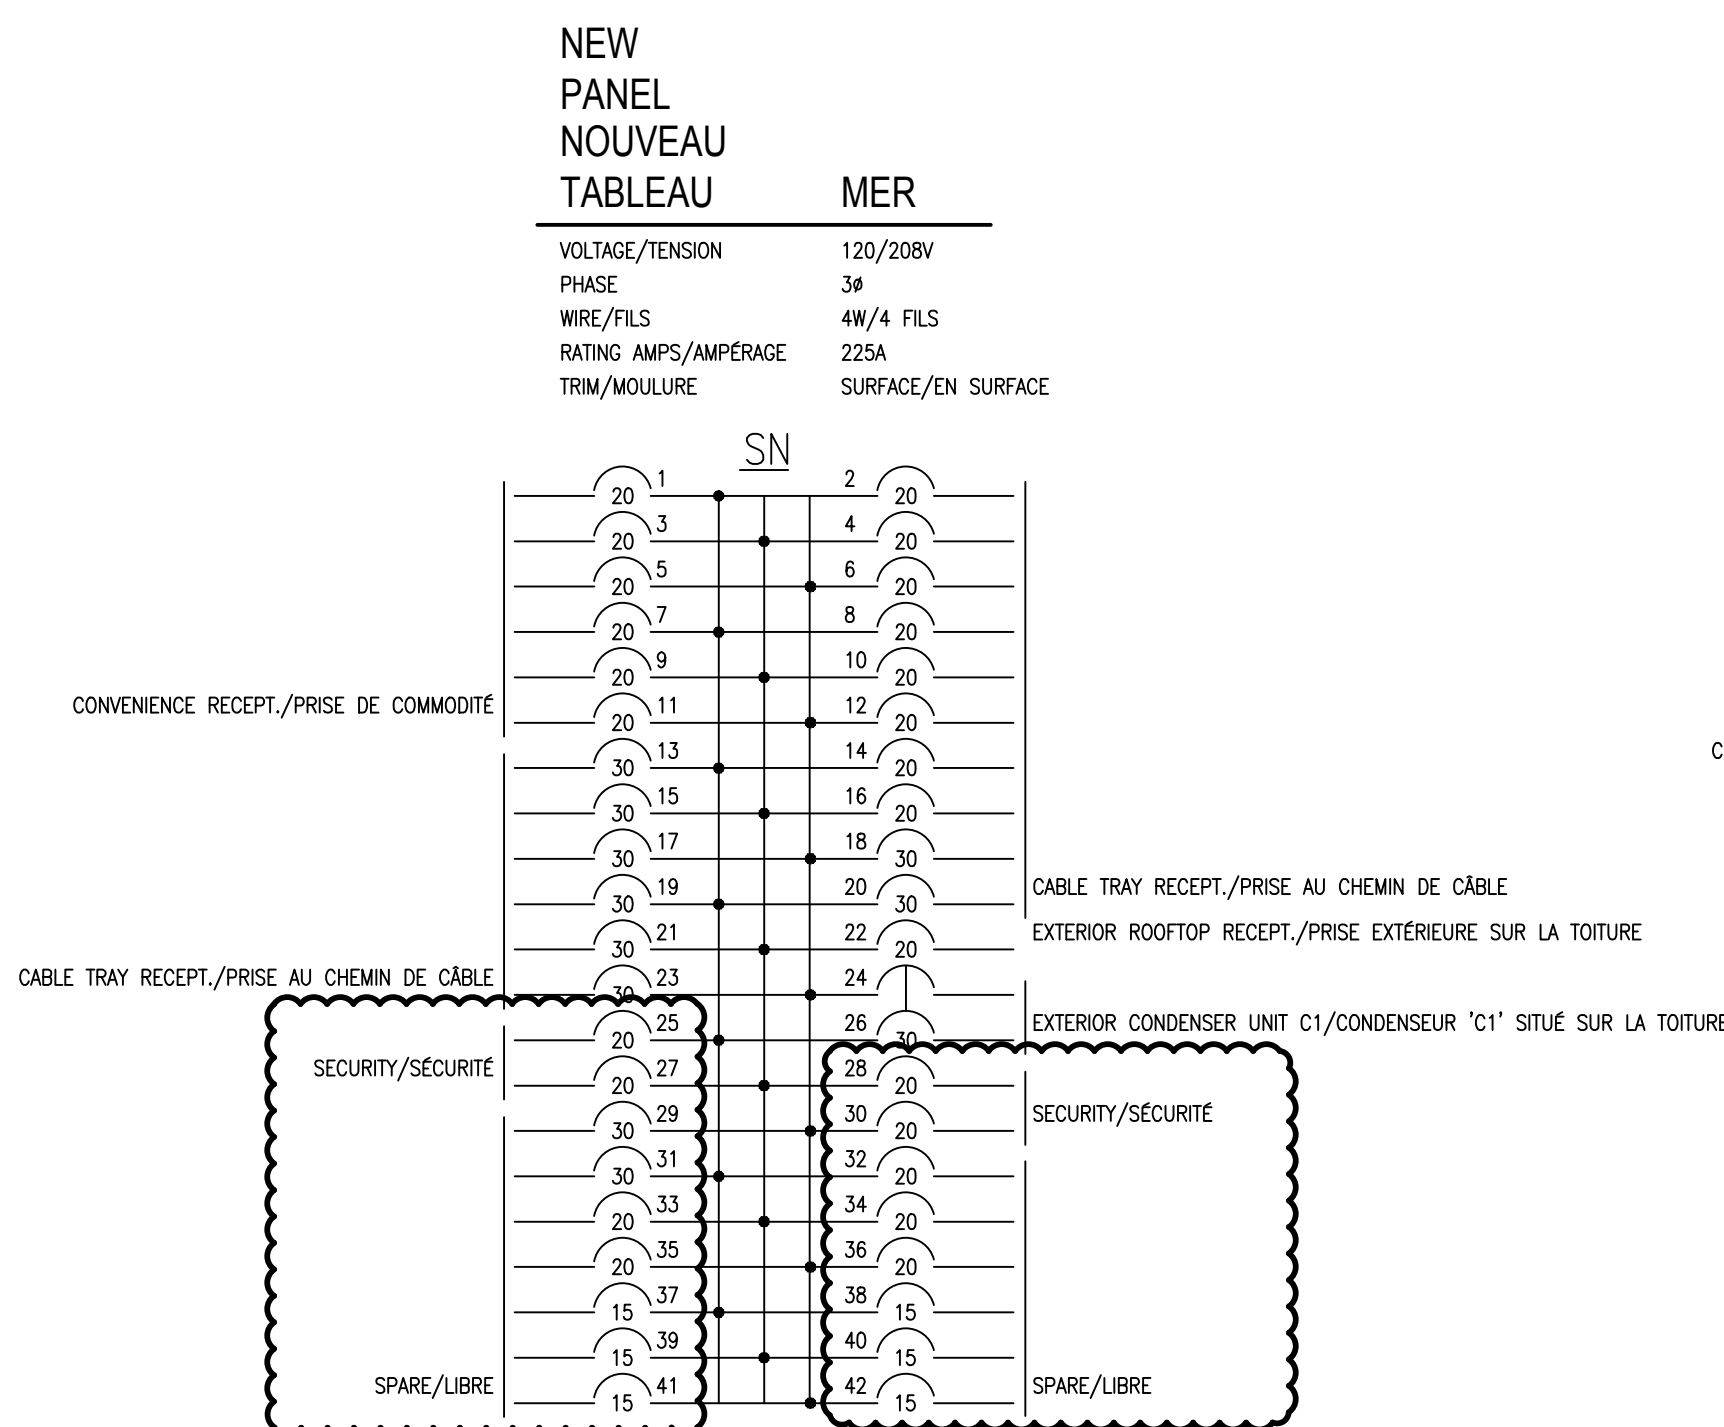 NEW
PANEL
NOUVEAU
TABLEAU MER
VOLTAGE/TENSION 120/208V
PHASE 3ø
WIRE/FILS 4W/4 FILS
RATING AMPS/AMPÉRAGE 225A
TRIM/MOULURE SURFACE/EN SURFACE
SN
20 1 2 20
20 3 4 20
20 5 6 20
20 7 8 20
20 9 10 20
CONVENIENCE RECEPT./PRISE DE COMMODITÉ
20 11 12 20
30 13 14 20
C
30 15 16 20
30 17 18 30
30 19 20 30
CABLE TRAY RECEPT./PRISE AU CHEMIN DE CÂBLE
30 21 22 20
EXTERIOR ROOFTOP RECEPT./PRISE EXTÉRIEURE SUR LA TOITURE
CABLE TRAY RECEPT./PRISE AU CHEMIN DE CÂBLE
30 23 24
20 25 26 30
EXTERIOR CONDENSER UNIT C1/CONDENSEUR 'C1' SITUÉ SUR LA TOITURE
SECURITY/SÉCURITÉ
20 27 28 20
30 29 30 20
SECURITY/SÉCURITÉ
30 31 32 20
20 33 34 20
20 35 36 20
15 37 38 15
15 39 40 15
SPARE/LIBRE
15 41 42 15
SPARE/LIBRE